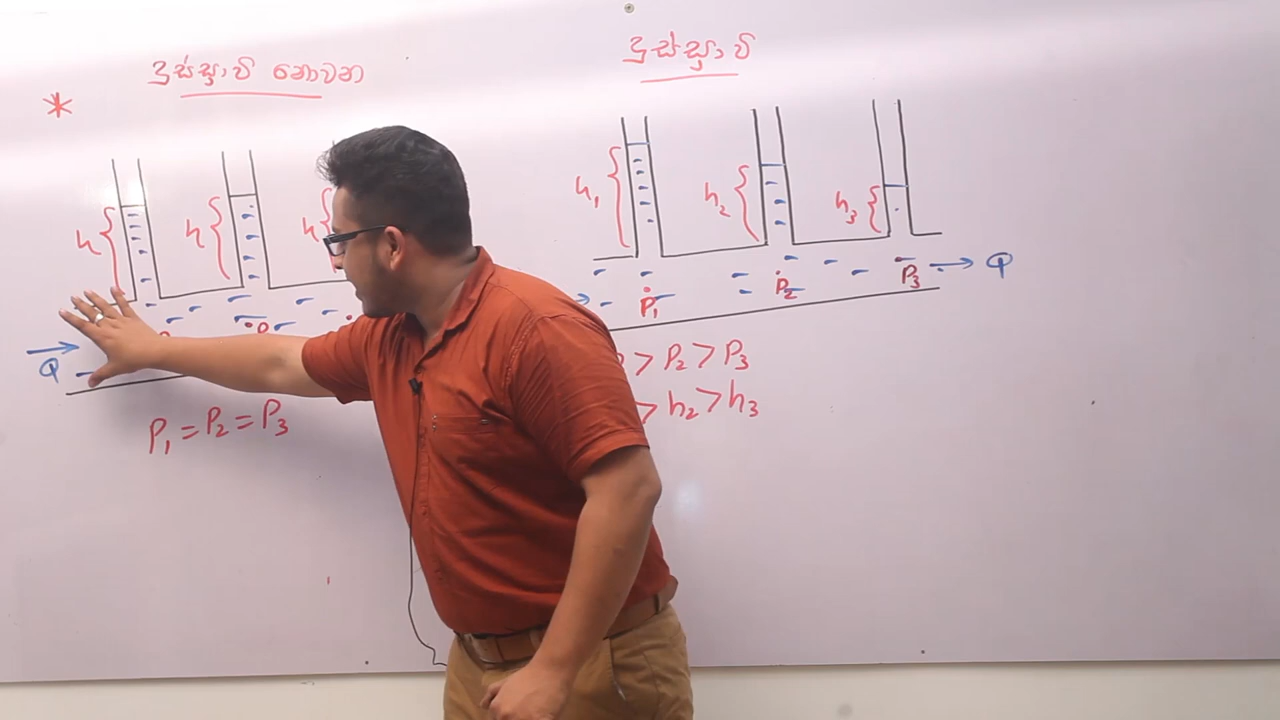 දුස්ස්‍රාවි නොවන
දුස්ස්‍රාවි
*
h h h
h₁ h₂ h₃
Q
P₁ P₂ P₃ Q
P₁ = P₂ = P₃
> P₂ > P₃
> h₂ > h₃